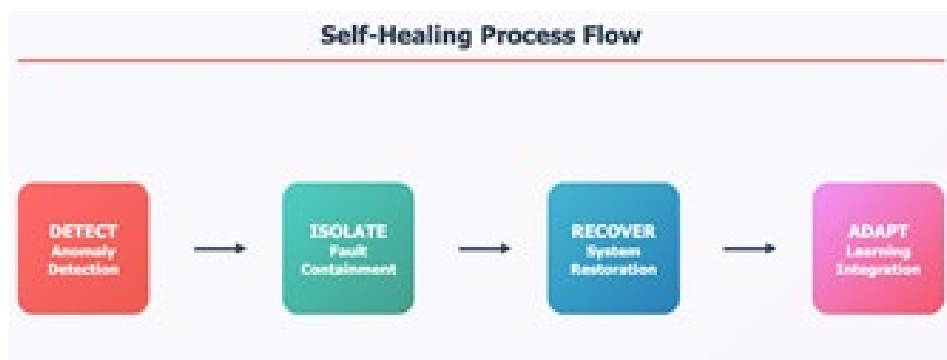 Self-Healing Process Flow
DETECT
Anomaly
Detection
ISOLATE
Fault
Containment
RECOVER
System
Restoration
ADAPT
Learning
Integration